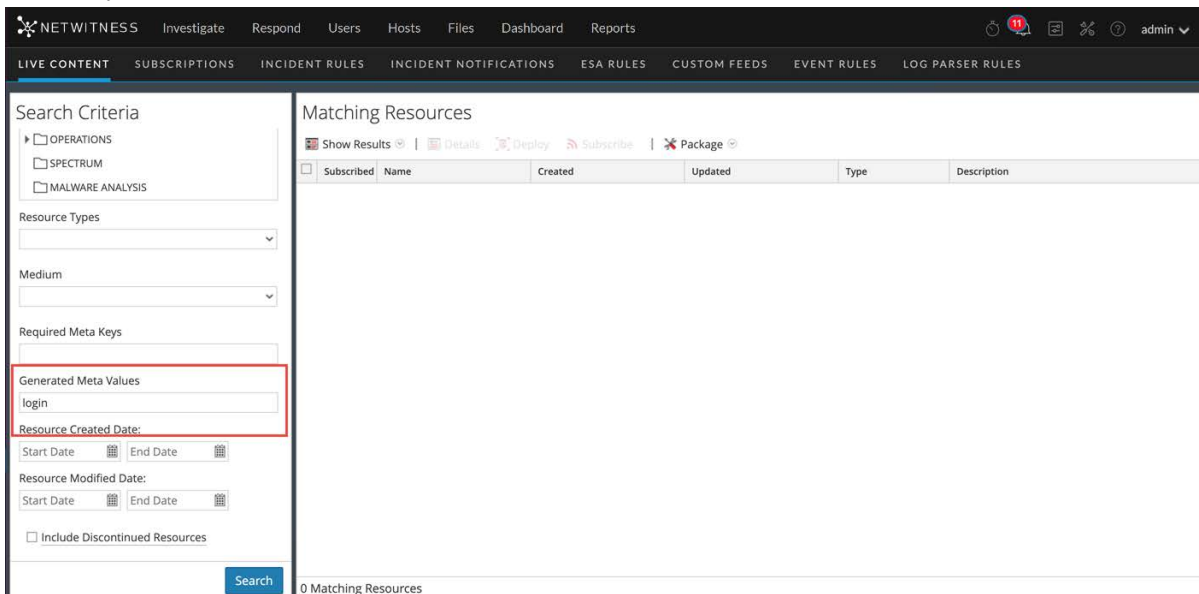 NETWITNESS Investigate Respond Users Hosts Files Dashboard Reports 11 admin
LIVE CONTENT SUBSCRIPTIONS INCIDENT RULES INCIDENT NOTIFICATIONS ESA RULES CUSTOM FEEDS EVENT RULES LOG PARSER RULES
Search Criteria
OPERATIONS
SPECTRUM
MALWARE ANALYSIS
Resource Types
Medium
Required Meta Keys
Generated Meta Values
login
Resource Created Date:
Start Date End Date
Resource Modified Date:
Start Date End Date
Include Discontinued Resources
Search
Matching Resources
Show Results | Details Deploy Subscribe | Package
Subscribed Name Created Updated Type Description
0 Matching Resources